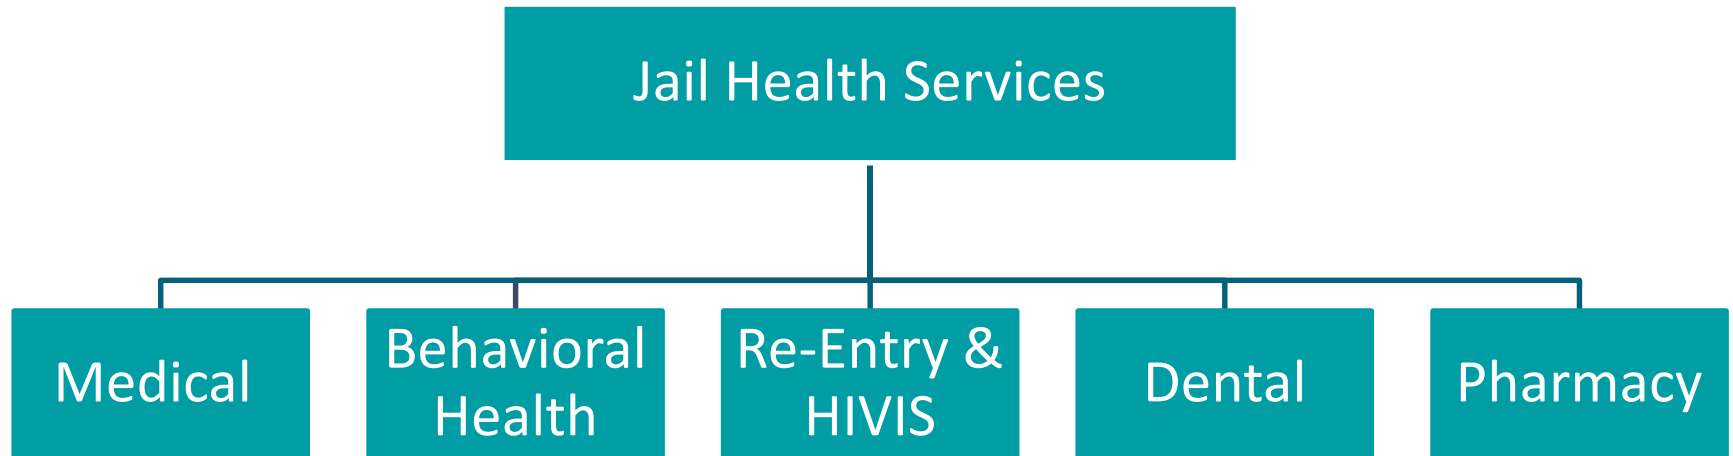 Jail Health Services
Medical
Behavioral
Health
Re-Entry &
HIVIS
Dental
Pharmacy